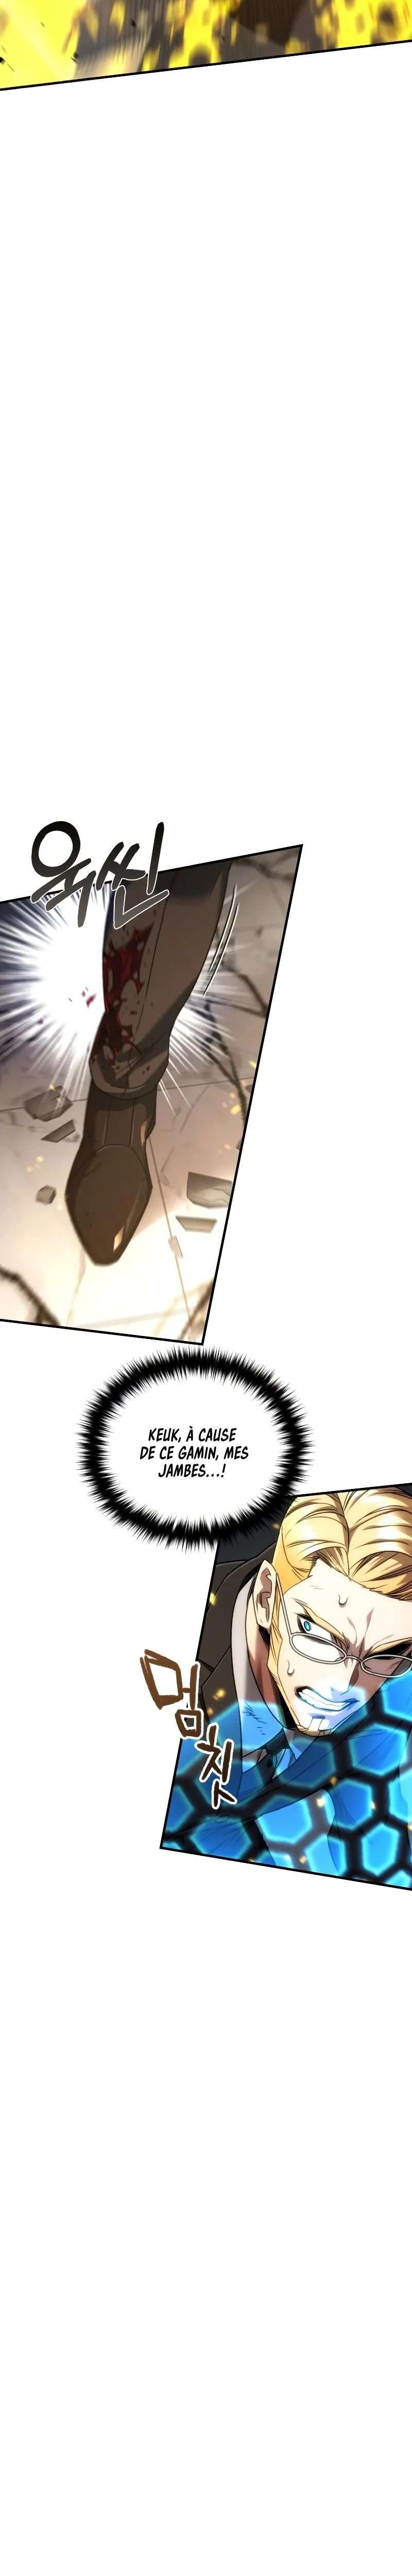 욱씬
KEUK, À CAUSE
DE CE GAMIN, MES
JAMBES...!
멈칫